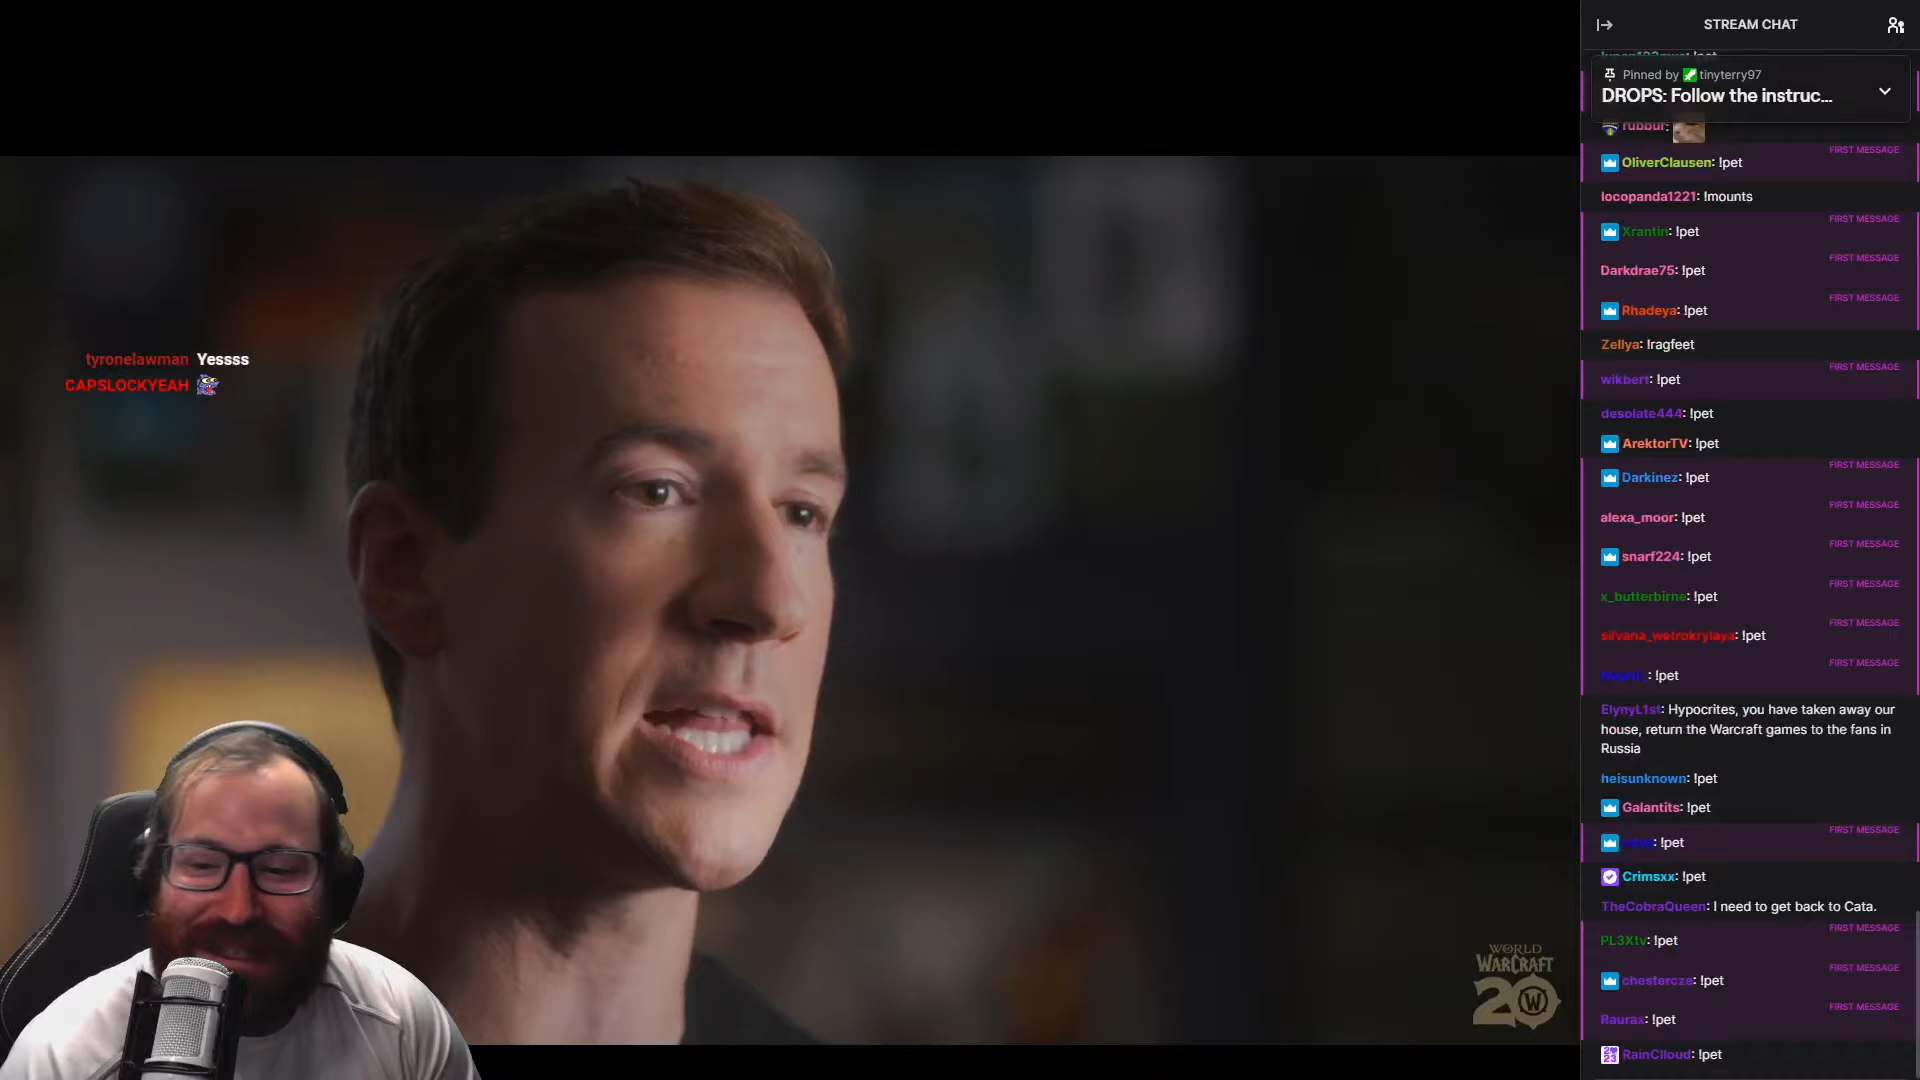 STREAM CHAT
Pinned by tinyterry97
DROPS: Follow the instruc...
rubbur:
FIRST MESSAGE
OliverClausen: !pet
locopanda1221: !mounts
FIRST MESSAGE
Xrantin: !pet
FIRST MESSAGE
Darkdrae75: !pet
FIRST MESSAGE
Rhadeya: !pet
Zellya: !ragfeet
FIRST MESSAGE
wikbert: !pet
desolate444: !pet
ArektorTV: !pet
FIRST MESSAGE
Darkinez: !pet
FIRST MESSAGE
alexa_moor: !pet
FIRST MESSAGE
snarf224: !pet
FIRST MESSAGE
x_butterbirne: !pet
FIRST MESSAGE
silvana_wetrokrylaya: !pet
FIRST MESSAGE
!pet
ElynyL1st: Hypocrites, you have taken away our
house, return the Warcraft games to the fans in
Russia
heisunknown: !pet
Galantits: !pet
FIRST MESSAGE
!pet
Crimsxx: !pet
TheCobraQueen: I need to get back to Cata.
FIRST MESSAGE
PL3Xtv: !pet
FIRST MESSAGE
chesteroze: !pet
FIRST MESSAGE
Raurax: !pet
RainClloud: !pet
tyronelawman Yessss
CAPSLOCKYEAH
WORLD
WARCRAFT
20
W